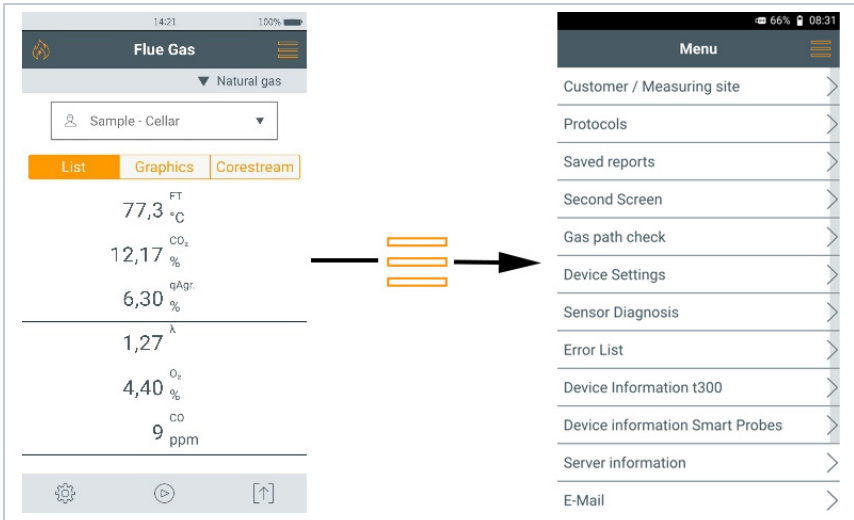 14:21 100%
Flue Gas
Natural gas
Sample - Cellar
List Graphics Corestream
77,3 FT °C
12,17 CO₂ %
6,30 qAgr. %
1,27 λ
4,40 O₂ %
9 CO ppm
66% 08:31
Menu
Customer / Measuring site
Protocols
Saved reports
Second Screen
Gas path check
Device Settings
Sensor Diagnosis
Error List
Device Information t300
Device information Smart Probes
Server information
E-Mail